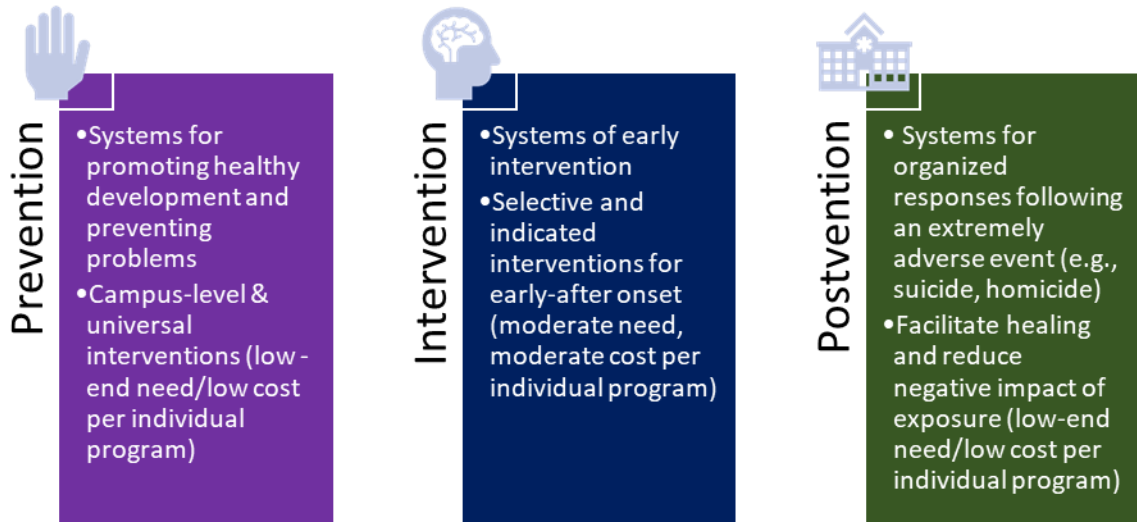 Prevention
•Systems for
promoting healthy
development and
preventing
problems
•Campus-level &
universal
interventions (low -
end need/low cost
per individual
program)
Intervention
•Systems of early
intervention
•Selective and
indicated
interventions for
early-after onset
(moderate need,
moderate cost per
individual program)
Postvention
• Systems for
organized
responses following
an extremely
adverse event (e.g.,
suicide, homicide)
•Facilitate healing
and reduce
negative impact of
exposure (low-end
need/low cost per
individual program)